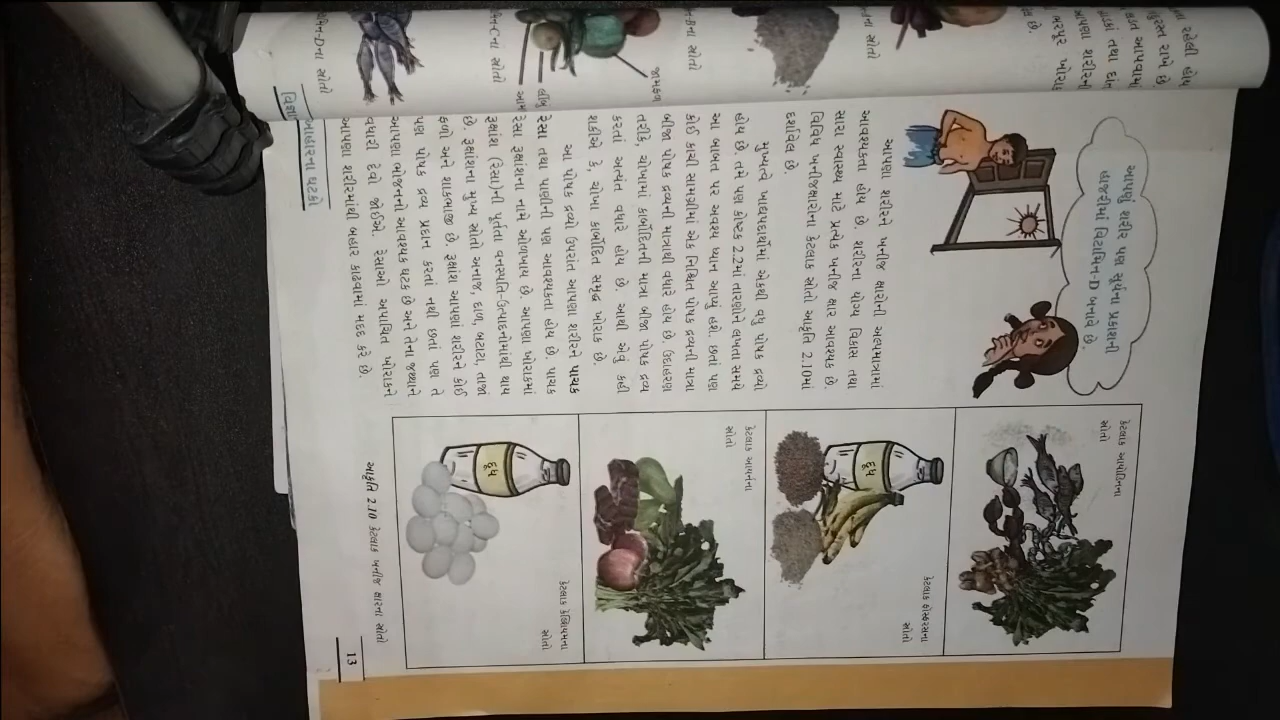 આપણું શરીર પણ સૂર્યના પ્રકાશની
હાજરીમાં વિટામિન-D બનાવે છે.
આપણા શરીરને ખનીજ ક્ષારોની અલ્પમાત્રામાં
આવશ્યકતા હોય છે. શરીરના યોગ્ય વિકાસ તથા
સારા સ્વાસ્થ્ય માટે પ્રત્યેક ખનીજ ક્ષાર આવશ્યક છે.
વિવિધ ખનીજક્ષારોના કેટલાક સ્રોતો આકૃતિ 2.10માં
દર્શાવેલ છે.
મુખ્યત્વે ખાદ્યપદાર્થોમાં એકથી વધુ પોષક દ્રવ્યો
હોય છે. તમે પણ કોષ્ટક 2.2માં તારણોને લખતા સમયે
આ બાબત પર અવશ્ય ધ્યાન આપ્યું હશે. છતાં પણ
કોઈ કાચી સામગ્રીમાં એક નિશ્ચિત પોષક દ્રવ્યની માત્રા
બીજા પોષક દ્રવ્યની માત્રાથી વધારે હોય છે. ઉદાહરણ
તરીકે, ચોખામાં કાર્બોદિતની માત્રા બીજા પોષક દ્રવ્ય
કરતાં અત્યંત વધારે હોય છે. આથી એવું કહી
શકીએ કે, ચોખા કાર્બોદિત સમૃદ્ધ ખોરાક છે.
આ પોષક દ્રવ્યો ઉપરાંત આપણા શરીરને પાચક
રેસા તથા પાણીની પણ આવશ્યકતા હોય છે. પાચક
રેસા રૂક્ષાંશના નામે ઓળખાય છે. આપણા ખોરાકમાં
રૂક્ષાંશ (રેસા)ની પૂર્તતા વનસ્પતિ-ઉત્પાદનોમાંથી થાય
છે. રૂક્ષાંશના મુખ્ય સ્રોતો અનાજ, દાળ, બટાટા, તાજાં
ફળો અને શાકભાજી છે. રૂક્ષાંશ આપણા શરીરને કોઈ
પણ પોષક દ્રવ્ય પ્રદાન કરતાં નથી છતાં પણ તે
આપણા ભોજનનો આવશ્યક ઘટક છે અને તેના જથ્થાને
વધારી દેવો જોઈએ. રેસાઓ અપાચિત ખોરાકને
આપણા શરીરમાંથી બહાર કાઢવામાં મદદ કરે છે.
કેટલાક આયોડિનના
સ્રોતો
કેટલાક ફૉસ્ફરસના
સ્રોતો
દૂધ
કેટલાક આયર્નના
સ્રોતો
કેટલાક કૅલ્શિયમના
સ્રોતો
દૂધ
આકૃતિ 2.10 કેટલાક ખનીજ ક્ષારના સ્રોતો
13